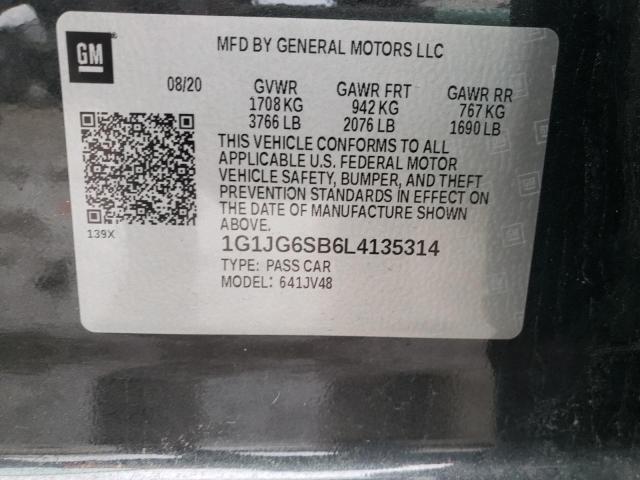 GM
MFD BY GENERAL MOTORS LLC
08/20 GVWR GAWR FRT GAWR RR
1708 KG 942 KG 767 KG
3766 LB 2076 LB 1690 LB
THIS VEHICLE CONFORMS TO ALL
APPLICABLE U.S. FEDERAL MOTOR
VEHICLE SAFETY, BUMPER, AND THEFT
PREVENTION STANDARDS IN EFFECT ON
THE DATE OF MANUFACTURE SHOWN
ABOVE.
139X
1G1JG6SB6L4135314
TYPE: PASS CAR
MODEL: 641JV48